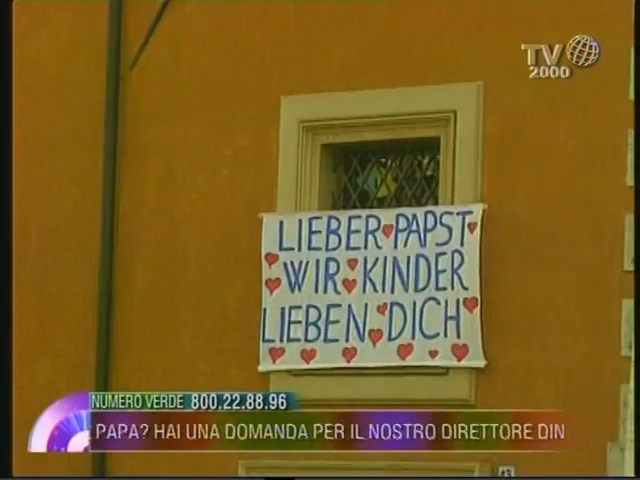 TV
2000
LIEBER PAPST
WIR KINDER
LIEBEN DICH
NUMERO VERDE 800.22.88.96
PAPA? HAI UNA DOMANDA PER IL NOSTRO DIRETTORE DIN